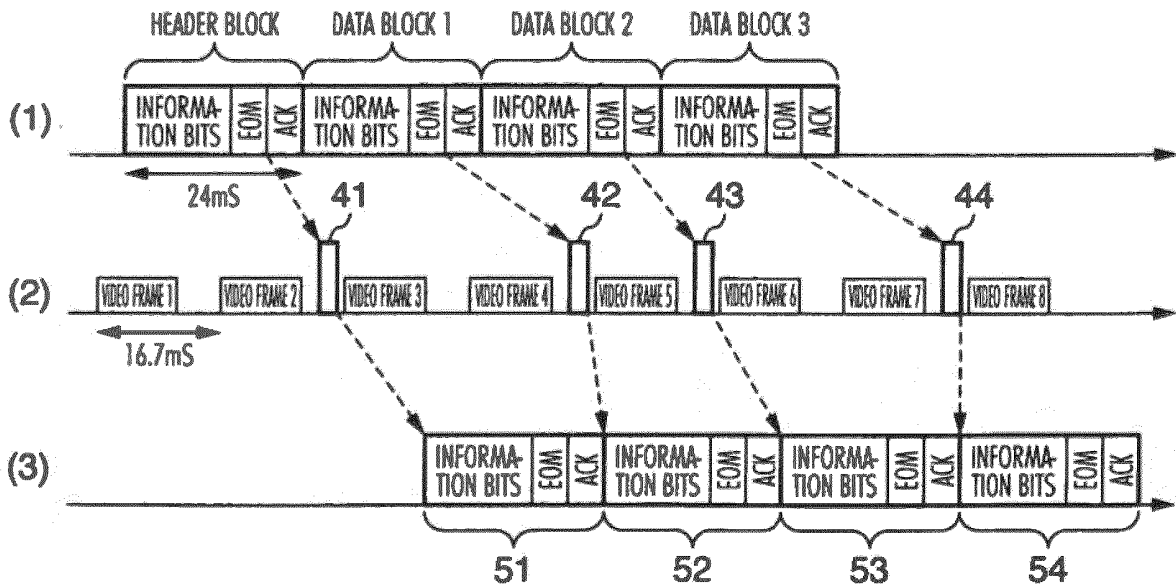 HEADER BLOCK DATA BLOCK 1 DATA BLOCK 2 DATA BLOCK 3
(1)
INFORMA-
TION BITS
EOM
ACK
INFORMA-
TION BITS
EOM
ACK
INFORMA-
TION BITS
EOM
ACK
INFORMA-
TION BITS
EOM
ACK
24mS
41 42 43 44
(2)
VIDEO FRAME 1 VIDEO FRAME 2 VIDEO FRAME 3 VIDEO FRAME 4 VIDEO FRAME 5 VIDEO FRAME 6 VIDEO FRAME 7 VIDEO FRAME 8
16.7mS
(3)
INFORMA-
TION BITS
EOM
ACK
INFORMA-
TION BITS
EOM
ACK
INFORMA-
TION BITS
EOM
ACK
INFORMA-
TION BITS
EOM
ACK
51 52 53 54